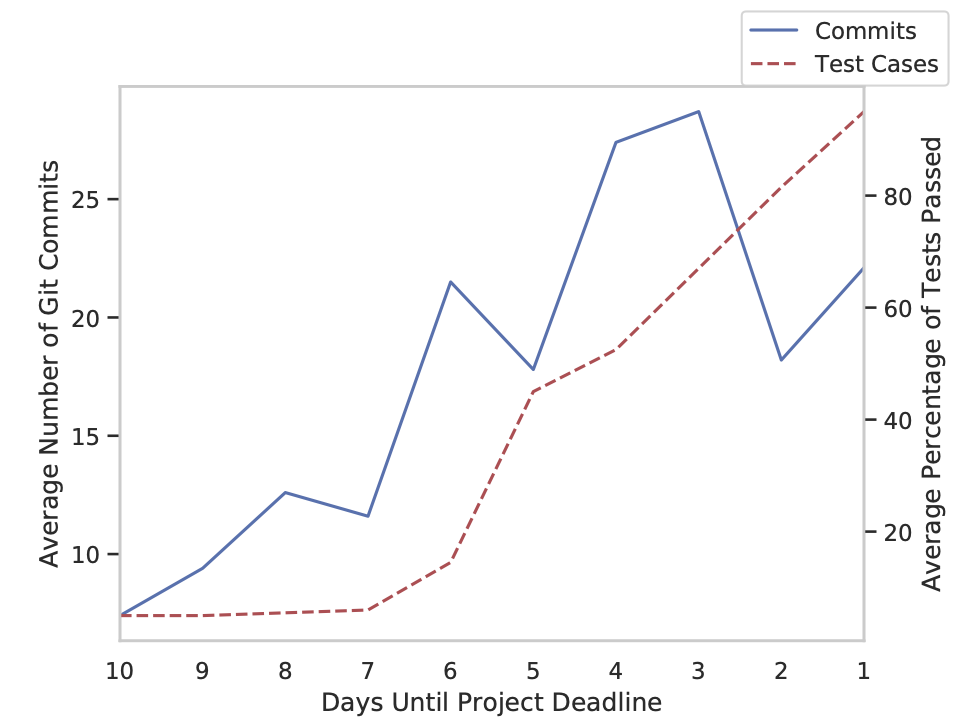 Commits
Test Cases
Average Number of Git Commits
25
20
15
10
80
60
40
20
Average Percentage of Tests Passed
10 9 8 7 6 5 4 3 2 1
Days Until Project Deadline